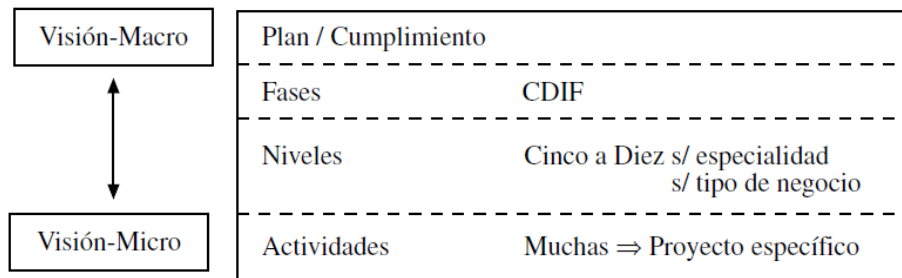 Visión-Macro
Plan / Cumplimiento
Fases CDIF
Niveles Cinco a Diez s/ especialidad
s/ tipo de negocio
Visión-Micro
Actividades Muchas ⇒ Proyecto específico